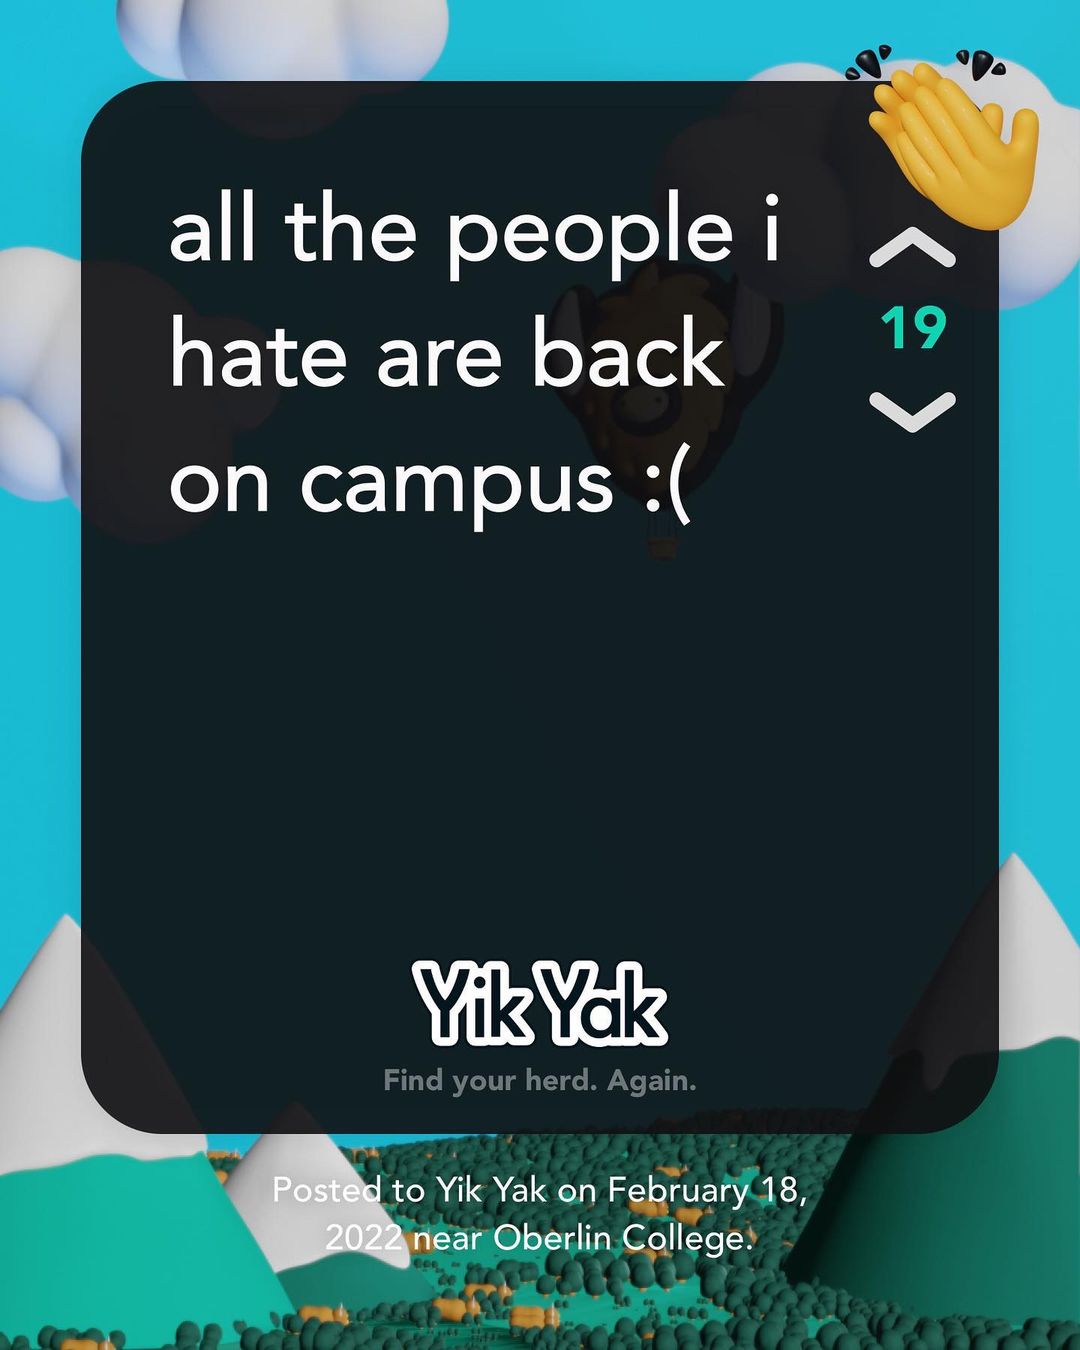 all the people i
hate are back
on campus :(
19
Yik Yak
Find your herd. Again.
Posted to Yik Yak on February 18,
2022 near Oberlin College.